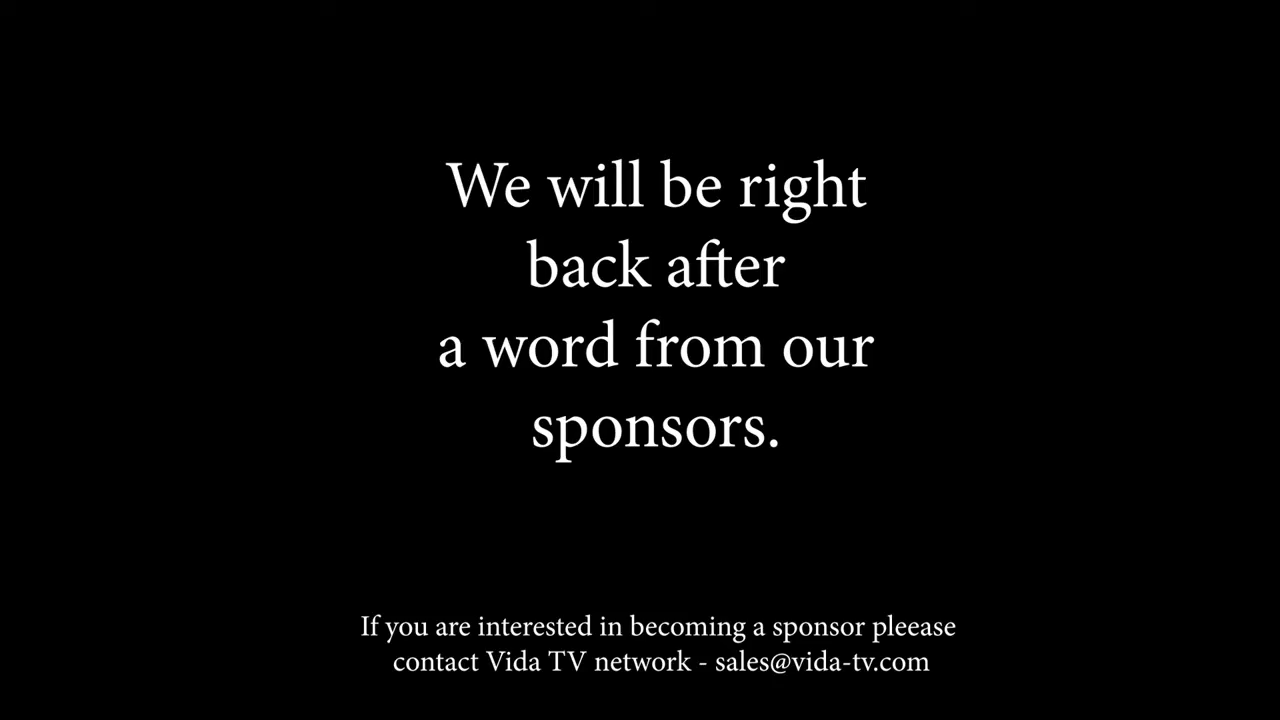 We will be right
back after
a word from our
sponsors.
If you are interested in becoming a sponsor pleease
contact Vida TV network - sales@vida-tv.com